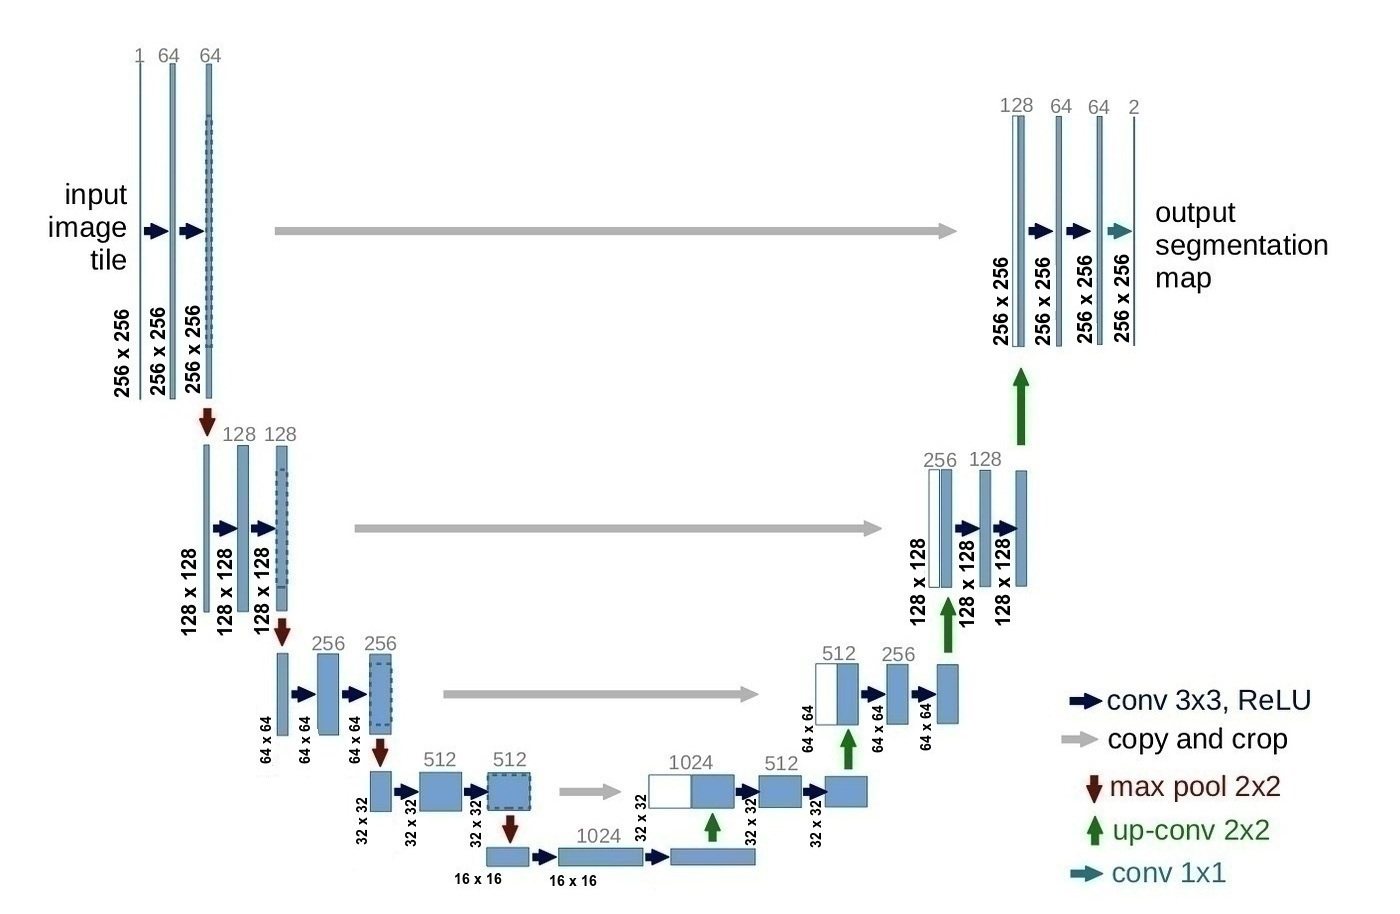 1 64 64
input
image
tile
256 x 256
256 x 256
256 x 256
128 64 64 2
output
segmentation
map
256 x 256
256 x 256
256 x 256
256 x 256
128 128
128 x 128
128 x 128
128 x 128
256 128
128 x 128
128 x 128
128 x 128
256 256
64 x 64
64 x 64
64 x 64
512 256
64 x 64
64 x 64
64 x 64
512 512
32 x 32
32 x 32
32 x 32
1024 512
32 x 32
32 x 32
32 x 32
1024
16 x 16
16 x 16
conv 3x3, ReLU
copy and crop
max pool 2x2
up-conv 2x2
conv 1x1